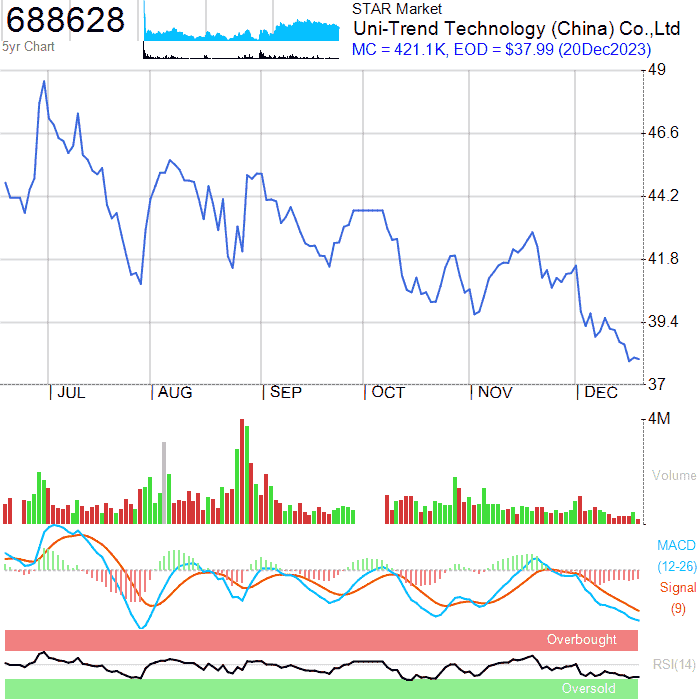 688628
5yr Chart
STAR Market
Uni-Trend Technology (China) Co.,Ltd
MC = 421.1K, EOD = $37.99 (20Dec2023)
49
46.6
44.2
41.8
39.4
37
JUL AUG SEP OCT NOV DEC
4M
Volume
MACD
(12-26)
Signal
(9)
Overbought
RSI(14)
Oversold